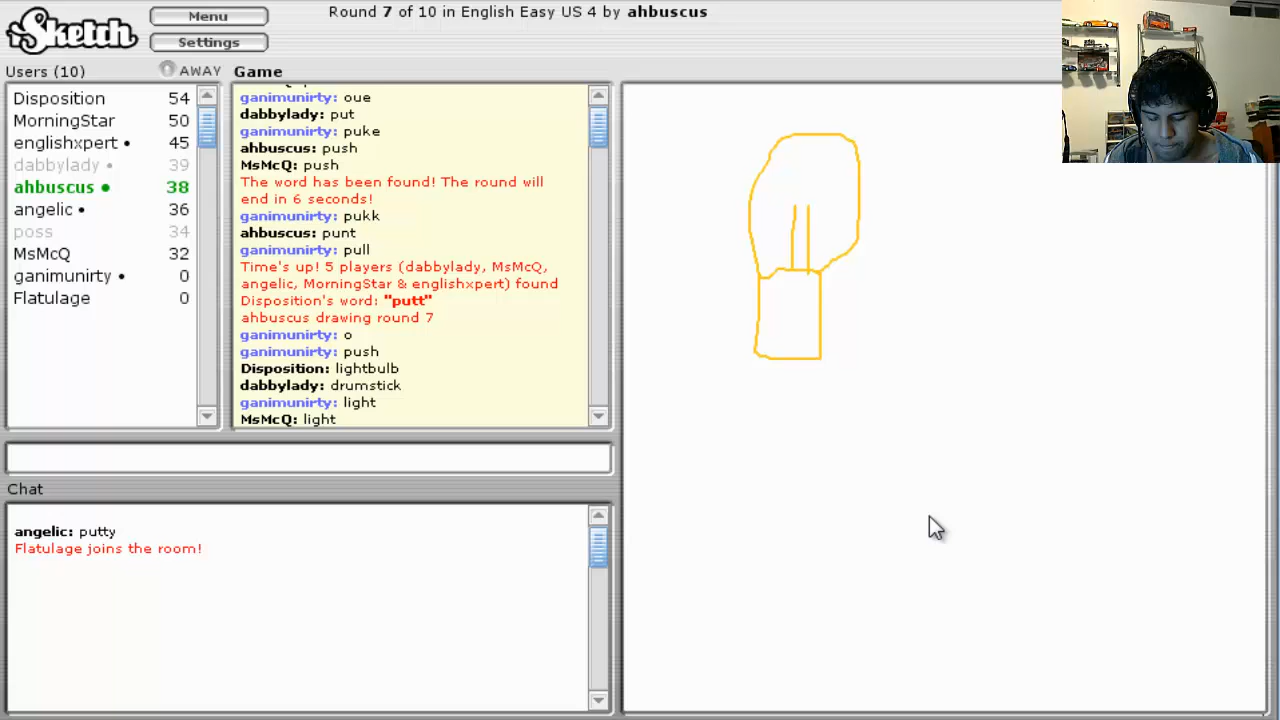 iSketch
Menu
Settings
Round 7 of 10 in English Easy US 4 by ahbuscus
Users (10)
AWAY
Disposition 54
MorningStar 50
englishxpert • 45
dabbylady • 39
ahbuscus • 38
angelic • 36
poss 34
MsMcQ 32
ganimunirty • 0
Flatulage 0
Game
ganimunirty: oue
dabbylady: put
ganimunirty: puke
ahbuscus: push
MsMcQ: push
The word has been found! The round will
end in 6 seconds!
ganimunirty: pukk
ahbuscus: punt
ganimunirty: pull
Time's up! 5 players (dabbylady, MsMcQ,
angelic, MorningStar & englishxpert) found
Disposition's word: "putt"
ahbuscus drawing round 7
ganimunirty: o
ganimunirty: push
Disposition: lightbulb
dabbylady: drumstick
ganimunirty: light
MsMcQ: light
Chat
angelic: putty
Flatulage joins the room!